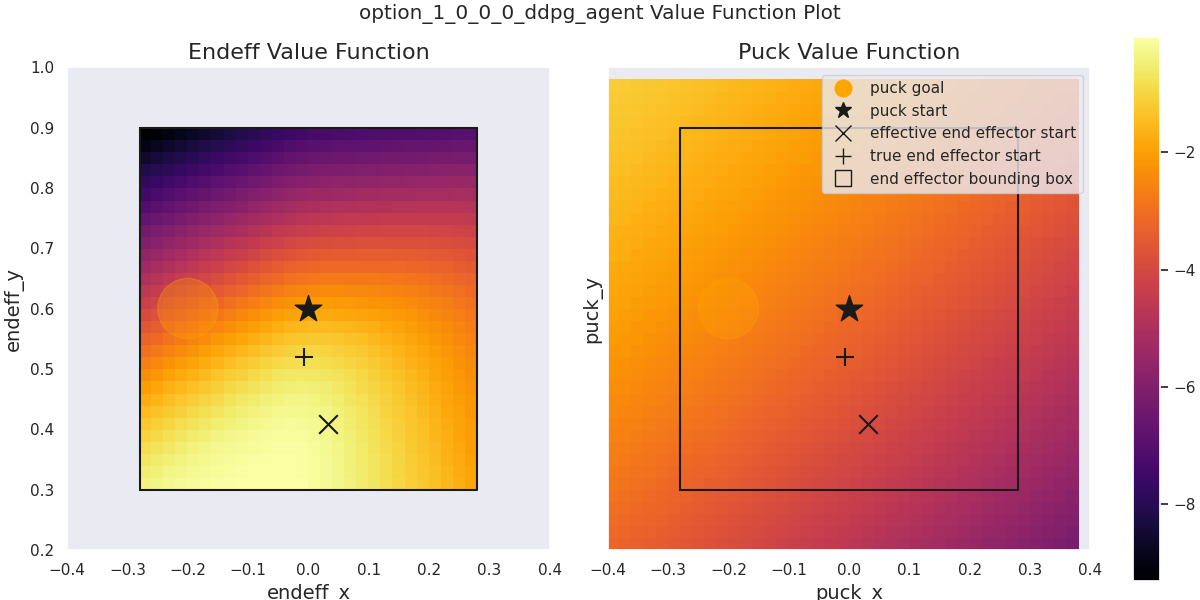 option_1_0_0_0_ddpg_agent Value Function Plot
Endeff Value Function
1.0
0.9
0.8
0.7
0.6
0.5
0.4
0.3
0.2
endeff_y
−0.4 −0.3 −0.2 −0.1 0.0 0.1 0.2 0.3 0.4
endeff_x
Puck Value Function
puck goal
puck start
effective end effector start
true end effector start
end effector bounding box
puck_y
−0.4 −0.3 −0.2 −0.1 0.0 0.1 0.2 0.3 0.4
puck_x
−2
−4
−6
−8